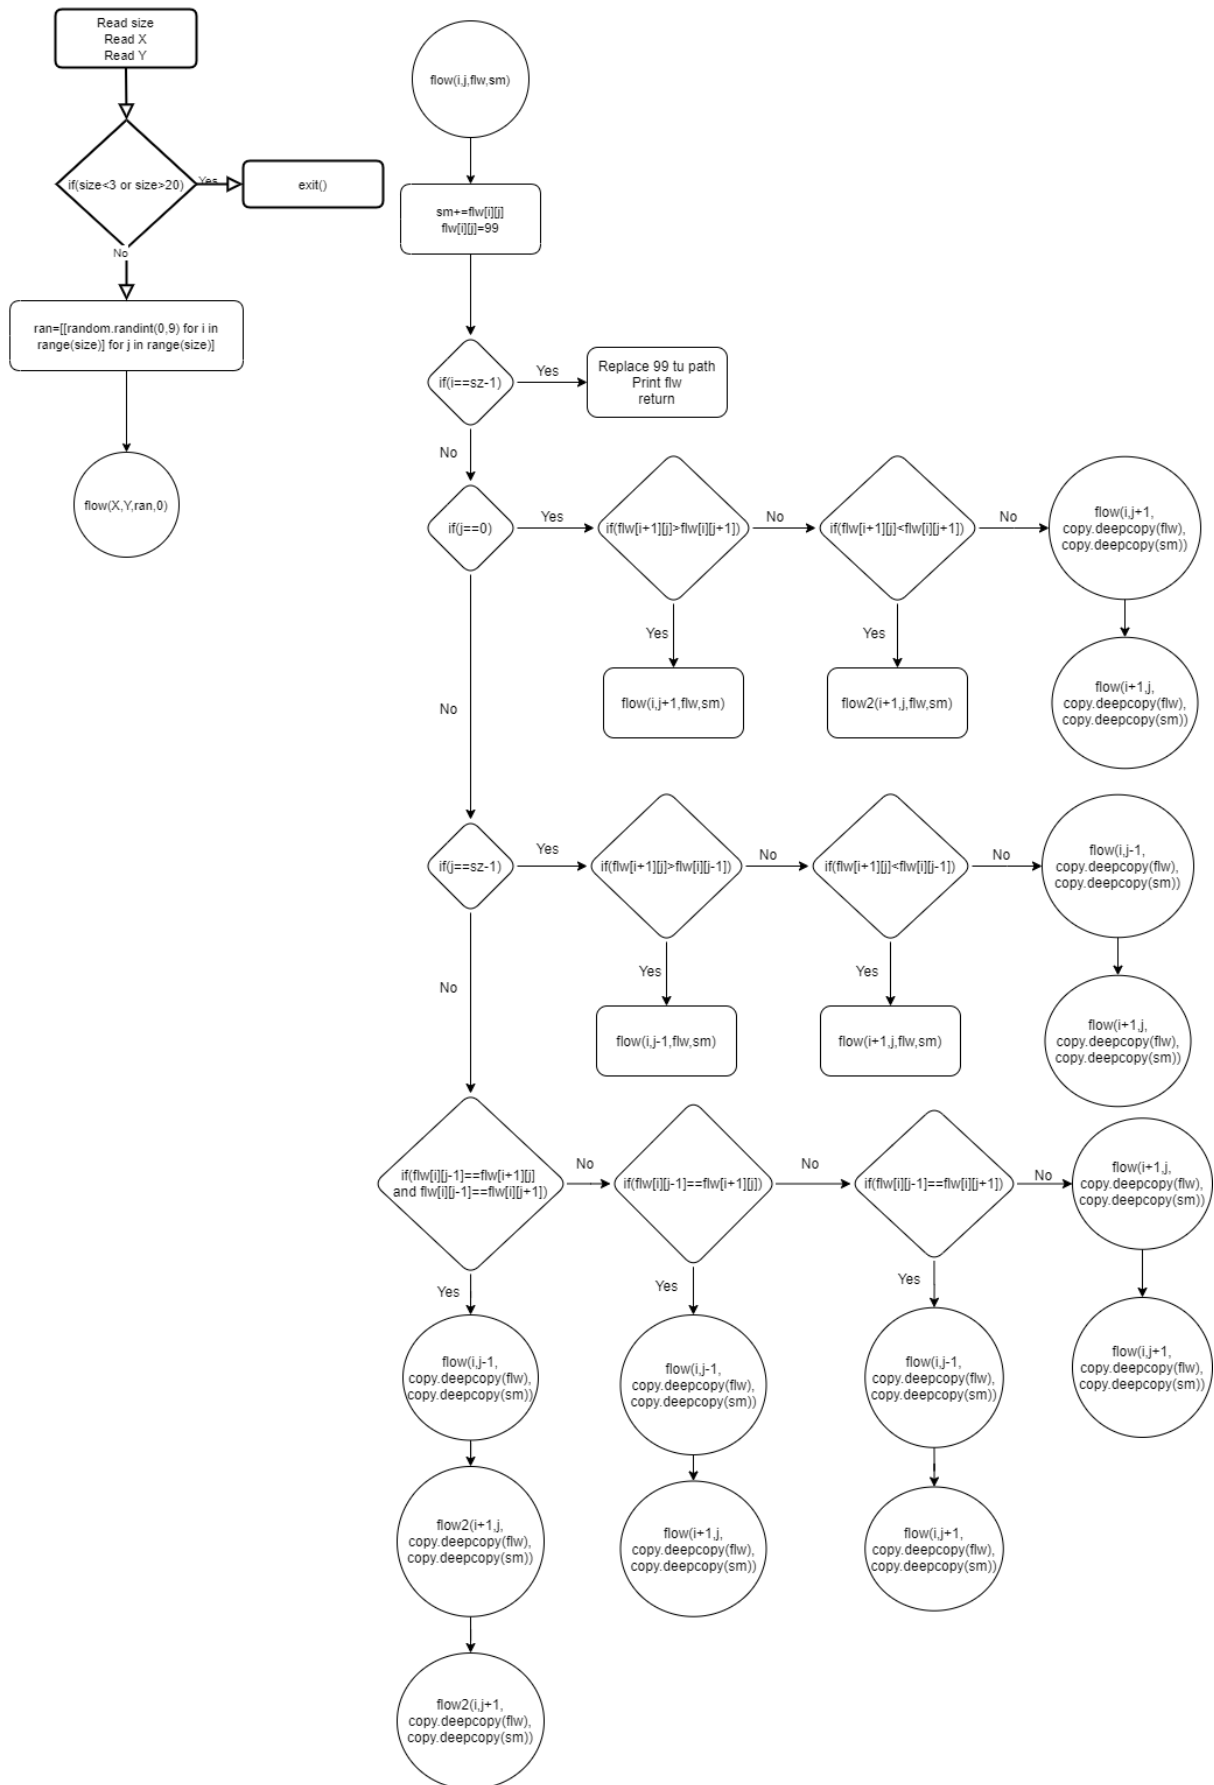 Read size
Read X
Read Y
if(size<3 or size>20)
Yes
exit()
No
ran=[[random.randint(0,9) for i in
range(size)] for j in range(size)]
flow(X,Y,ran,0)
flow(i,j,flw,sm)
sm+=flw[i][j]
flw[i][j]=99
if(i==sz-1)
Yes
Replace 99 tu path
Print flw
return
No
if(j==0)
Yes
if(flw[i+1][j]>flw[i][j+1])
No
if(flw[i+1][j]<flw[i][j+1])
No
flow(i,j+1,
copy.deepcopy(flw),
copy.deepcopy(sm))
Yes
flow(i,j+1,flw,sm)
Yes
flow2(i+1,j,flw,sm)
flow(i+1,j,
copy.deepcopy(flw),
copy.deepcopy(sm))
No
if(j==sz-1)
Yes
if(flw[i+1][j]>flw[i][j-1])
No
if(flw[i+1][j]<flw[i][j-1])
No
flow(i,j-1,
copy.deepcopy(flw),
copy.deepcopy(sm))
Yes
flow(i,j-1,flw,sm)
Yes
flow(i+1,j,flw,sm)
flow(i+1,j,
copy.deepcopy(flw),
copy.deepcopy(sm))
No
if(flw[i][j-1]==flw[i+1][j]
and flw[i][j-1]==flw[i][j+1])
No
if(flw[i][j-1]==flw[i+1][j])
No
if(flw[i][j-1]==flw[i][j+1])
No
flow(i+1,j,
copy.deepcopy(flw),
copy.deepcopy(sm))
Yes
flow(i,j-1,
copy.deepcopy(flw),
copy.deepcopy(sm))
Yes
flow(i,j-1,
copy.deepcopy(flw),
copy.deepcopy(sm))
Yes
flow(i,j-1,
copy.deepcopy(flw),
copy.deepcopy(sm))
flow(i,j+1,
copy.deepcopy(flw),
copy.deepcopy(sm))
flow2(i+1,j,
copy.deepcopy(flw),
copy.deepcopy(sm))
flow(i+1,j,
copy.deepcopy(flw),
copy.deepcopy(sm))
flow(i,j+1,
copy.deepcopy(flw),
copy.deepcopy(sm))
flow2(i,j+1,
copy.deepcopy(flw),
copy.deepcopy(sm))